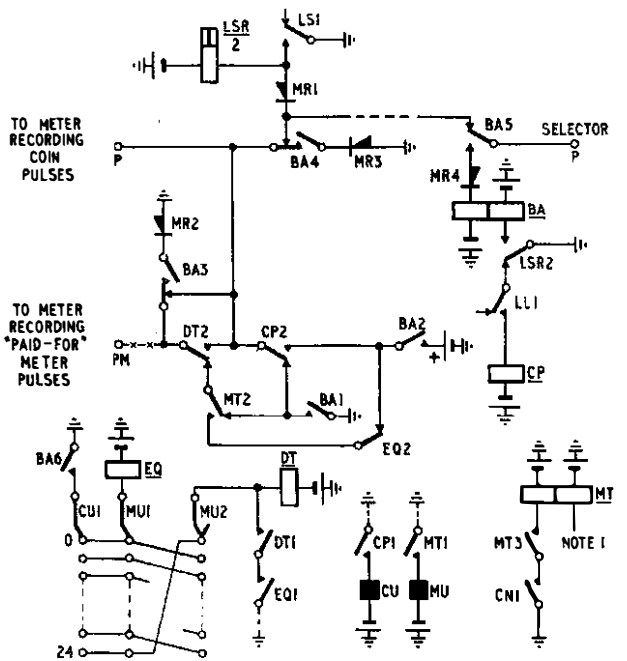 LS1
LSR
2
MR1
TO METER
RECORDING
COIN
PULSES
P
BA4
MR3
BA5
SELECTOR
P
MR4
BA
MR2
BA3
LSR2
LL1
TO METER
RECORDING
"PAID-FOR"
METER
PULSES
PM
DT2
CP2
BA2
+
CP
MT2
BA1
EQ2
BA6
EQ
DT
CU1
MU1
MU2
0
DT1
EQ1
CP1
MT1
CU
MU
MT
MT3
NOTE 1
CN1
24